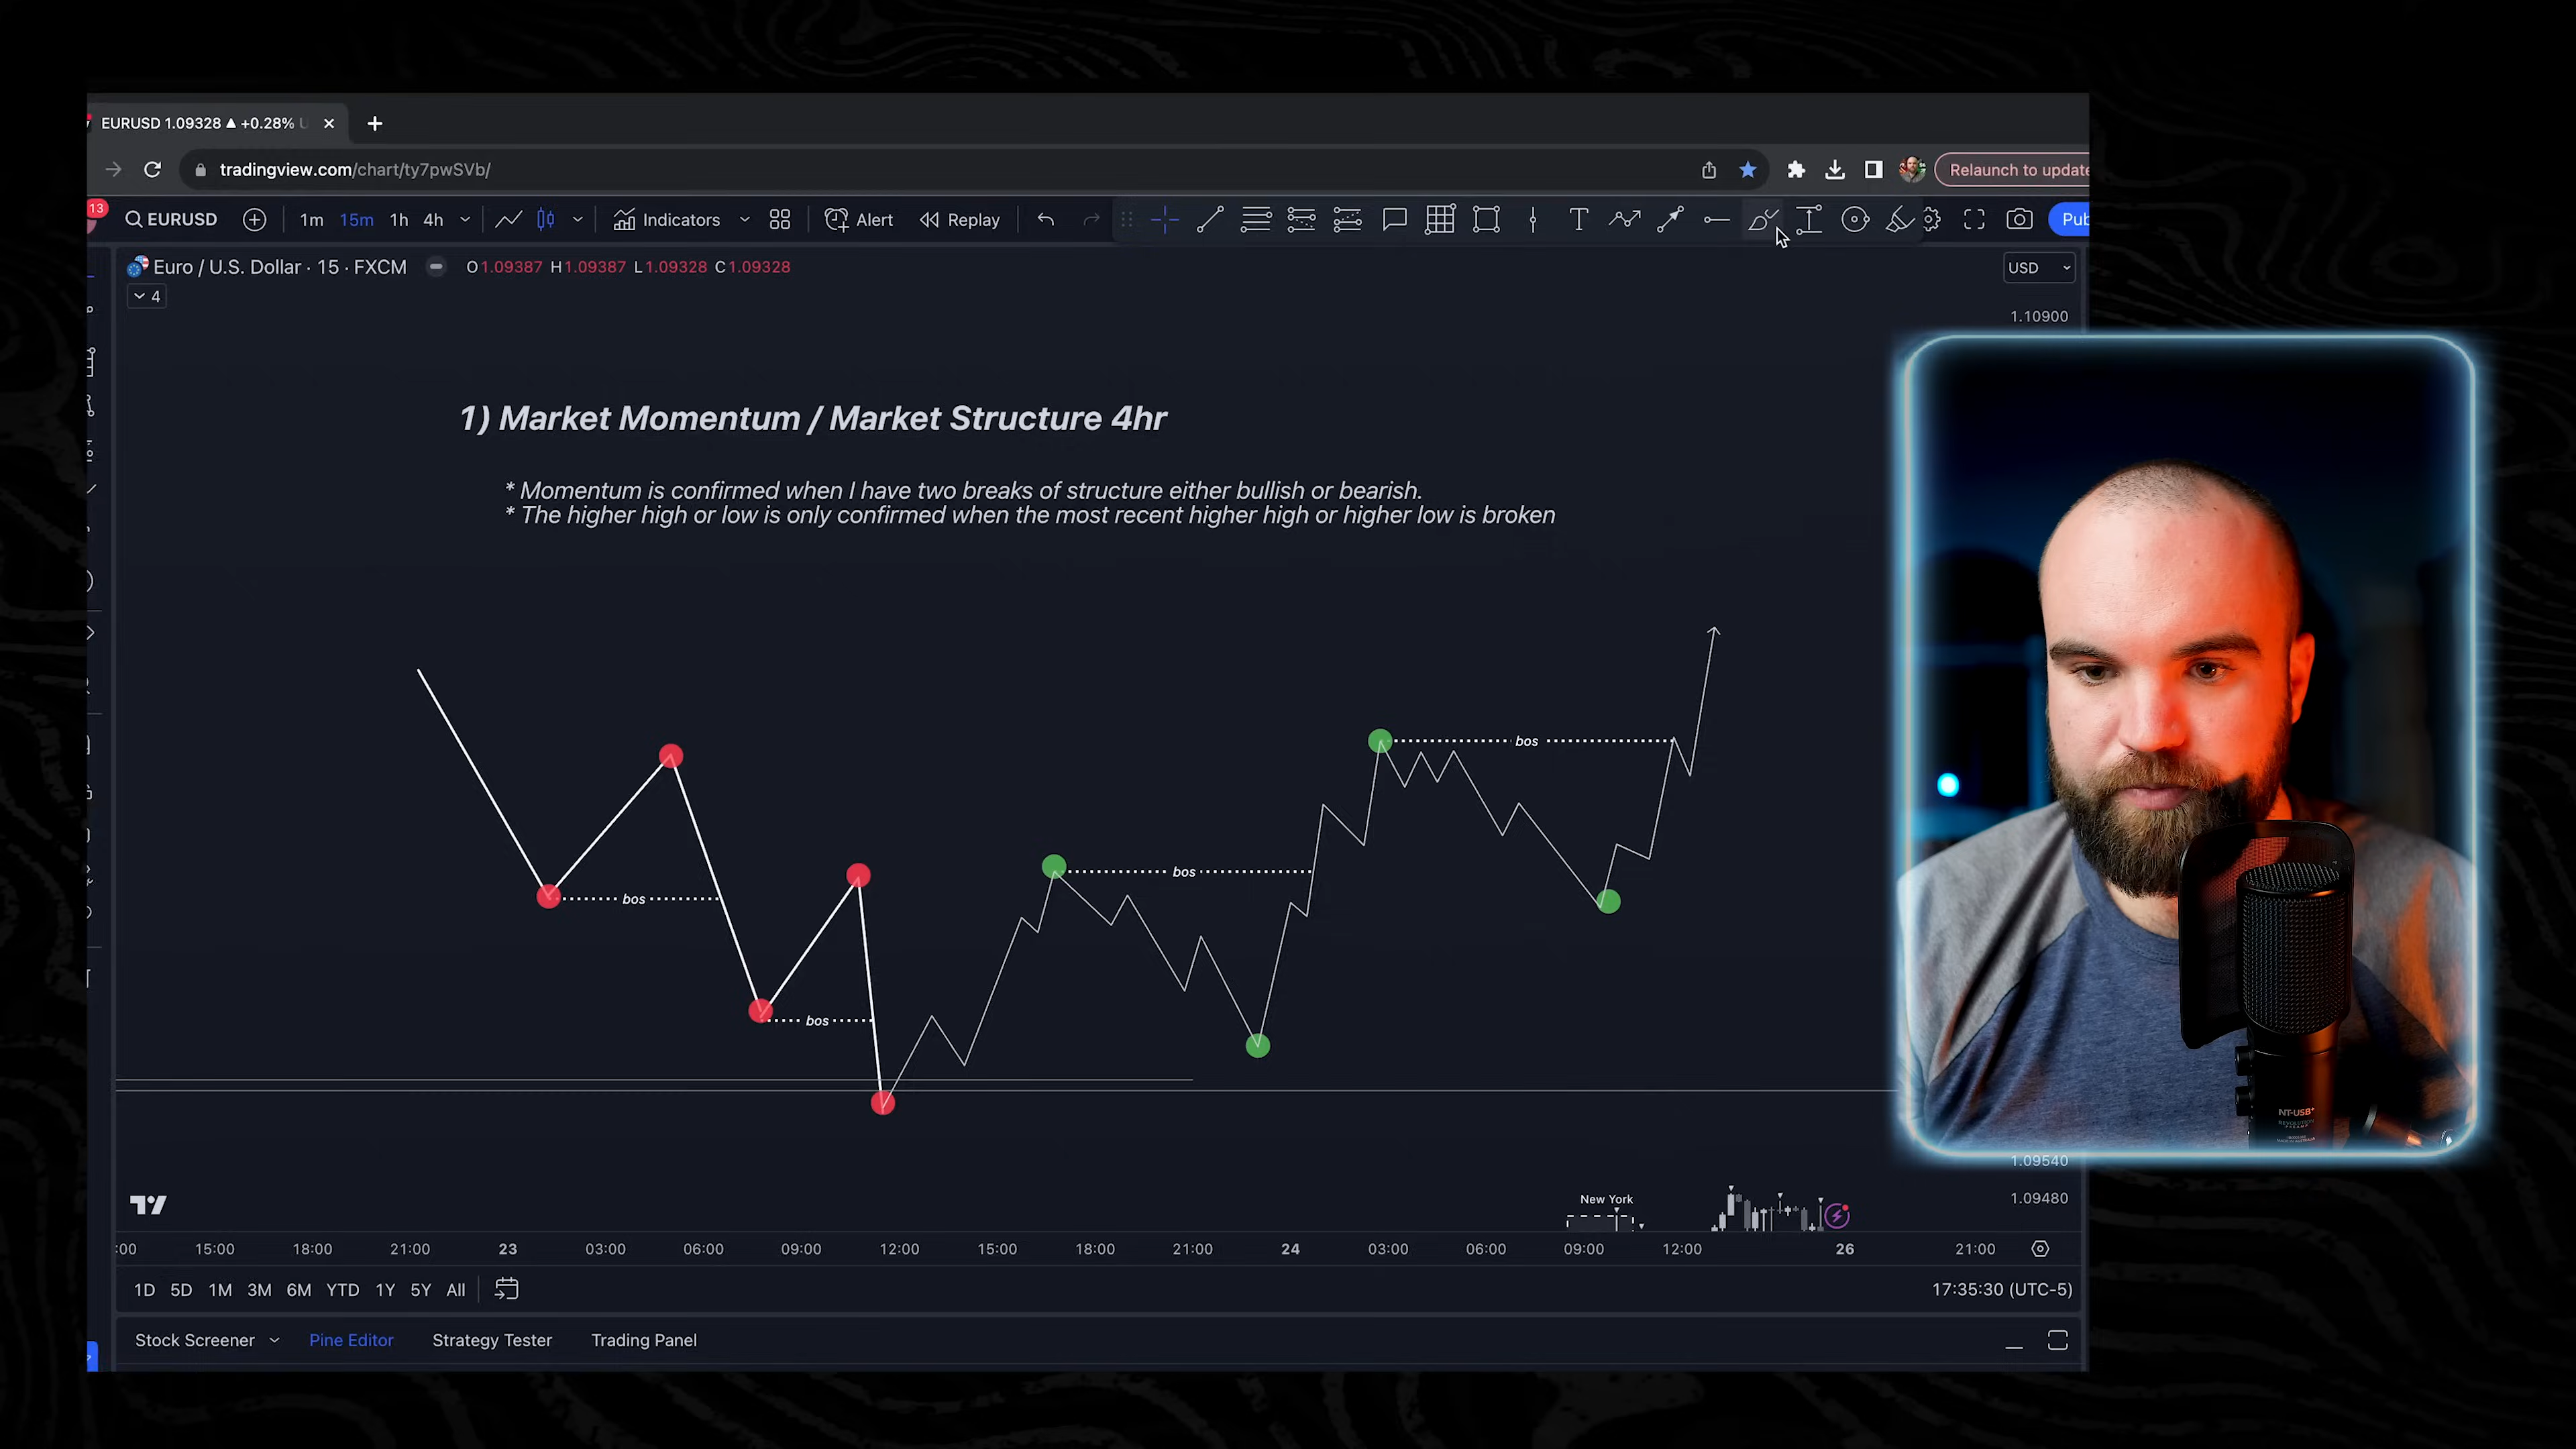 EURUSD 1.09328 ▲ +0.28% U
tradingview.com/chart/ty7pwSVb/
Relaunch to update
13
EURUSD 1m 15m 1h 4h Indicators Alert Replay Pub
Euro / U.S. Dollar · 15 · FXCM O1.09387 H1.09387 L1.09328 C1.09328
USD
4
1.10900
1) Market Momentum / Market Structure 4hr
* Momentum is confirmed when I have two breaks of structure either bullish or bearish.
* The higher high or low is only confirmed when the most recent higher high or higher low is broken
bos
bos
bos
bos
NT-USB+
1.09540
1.09480
New York
:00 15:00 18:00 21:00 23 03:00 06:00 09:00 12:00 15:00 18:00 21:00 24 03:00 06:00 09:00 12:00 26 21:00
1D 5D 1M 3M 6M YTD 1Y 5Y All
17:35:30 (UTC-5)
Stock Screener Pine Editor Strategy Tester Trading Panel